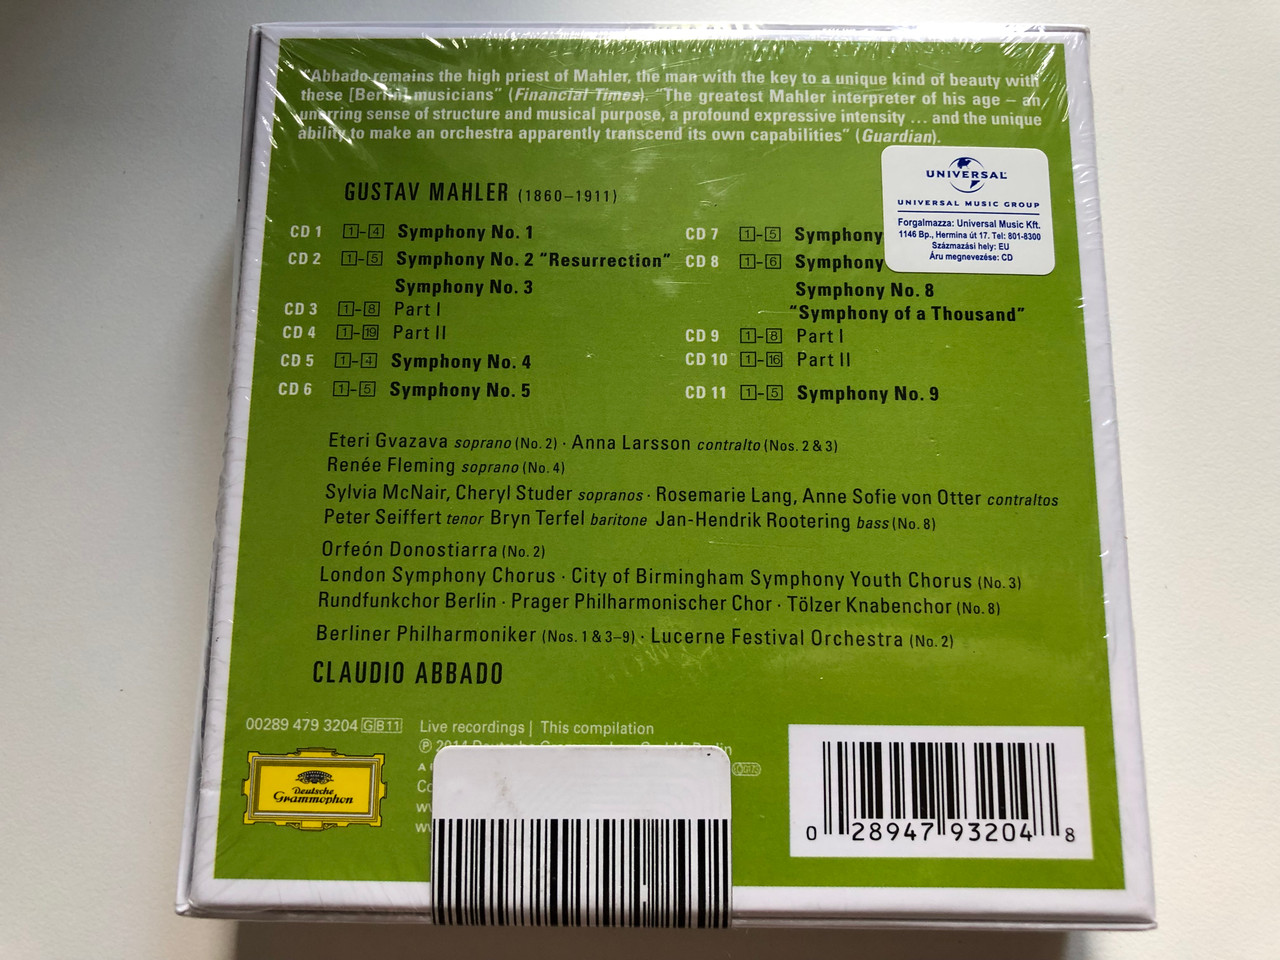 "Abbado remains the high priest of Mahler, the man with the key to a unique kind of beauty with
these [Berlin] musicians" (Financial Times). "The greatest Mahler interpreter of his age – an
unerring sense of structure and musical purpose, a profound expressive intensity ... and the unique
ability to make an orchestra apparently transcend its own capabilities" (Guardian).
GUSTAV MAHLER (1860–1911)
CD 1 1–4 Symphony No. 1
CD 2 1–5 Symphony No. 2 "Resurrection"
Symphony No. 3
CD 3 1–8 Part I
CD 4 1–19 Part II
CD 5 1–4 Symphony No. 4
CD 6 1–5 Symphony No. 5
CD 7 1–5 Symphony
CD 8 1–6 Symphony
Symphony No. 8
"Symphony of a Thousand"
CD 9 1–8 Part I
CD 10 1–16 Part II
CD 11 1–5 Symphony No. 9
UNIVERSAL
UNIVERSAL MUSIC GROUP
Forgalmazza: Universal Music Kft.
1146 Bp., Hermina út 17. Tel: 801-8300
Származási hely: EU
Áru megnevezése: CD
Eteri Gvazava soprano (No. 2) · Anna Larsson contralto (Nos. 2 & 3)
Renée Fleming soprano (No. 4)
Sylvia McNair, Cheryl Studer sopranos · Rosemarie Lang, Anne Sofie von Otter contraltos
Peter Seiffert tenor Bryn Terfel baritone Jan-Hendrik Rootering bass (No. 8)
Orfeón Donostiarra (No. 2)
London Symphony Chorus · City of Birmingham Symphony Youth Chorus (No. 3)
Rundfunkchor Berlin · Prager Philharmonischer Chor · Tölzer Knabenchor (No. 8)
Berliner Philharmoniker (Nos. 1 & 3–9) · Lucerne Festival Orchestra (No. 2)
CLAUDIO ABBADO
00289 479 3204 GB11 Live recordings | This compilation
℗ 2014 Deutsche Grammophon GmbH, Berlin
Deutsche
Grammophon
0 28947 93204 8